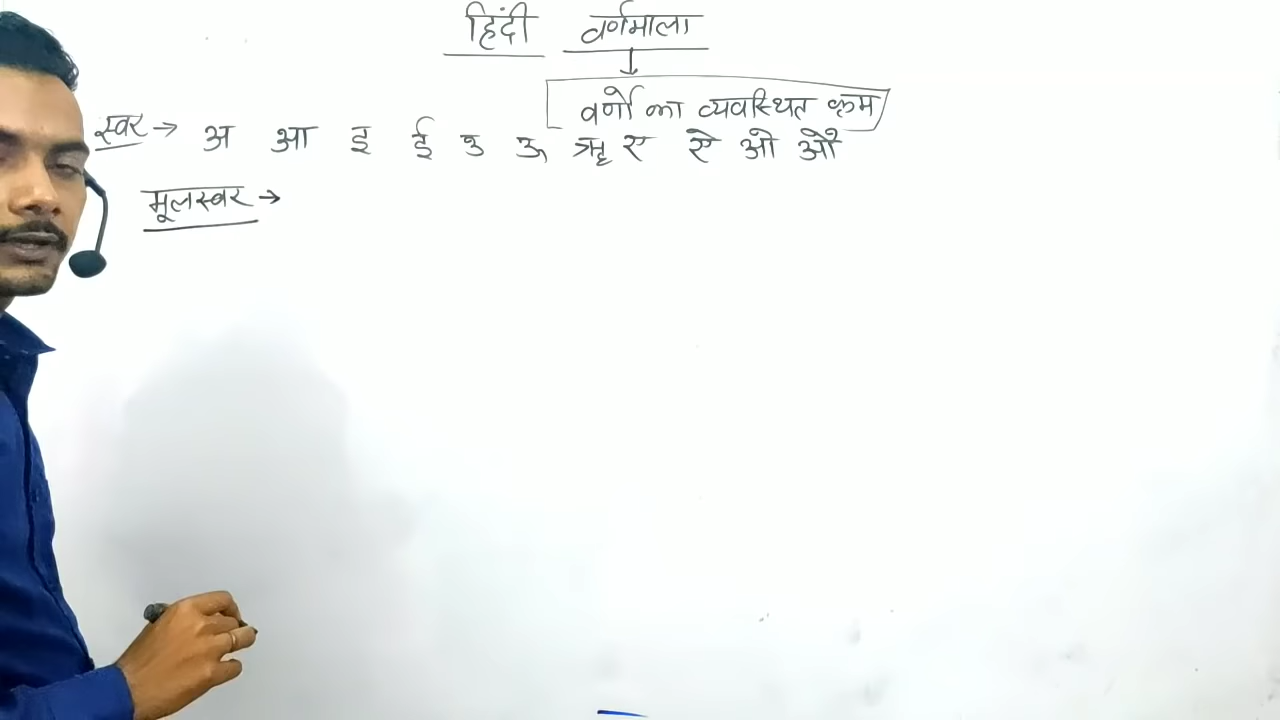 हिंदी वर्णमाला
↓
वर्णो का व्यवस्थित क्रम
स्वर → अ आ इ ई उ ऊ ऋ ए ऐ ओ औ
मूलस्वर →